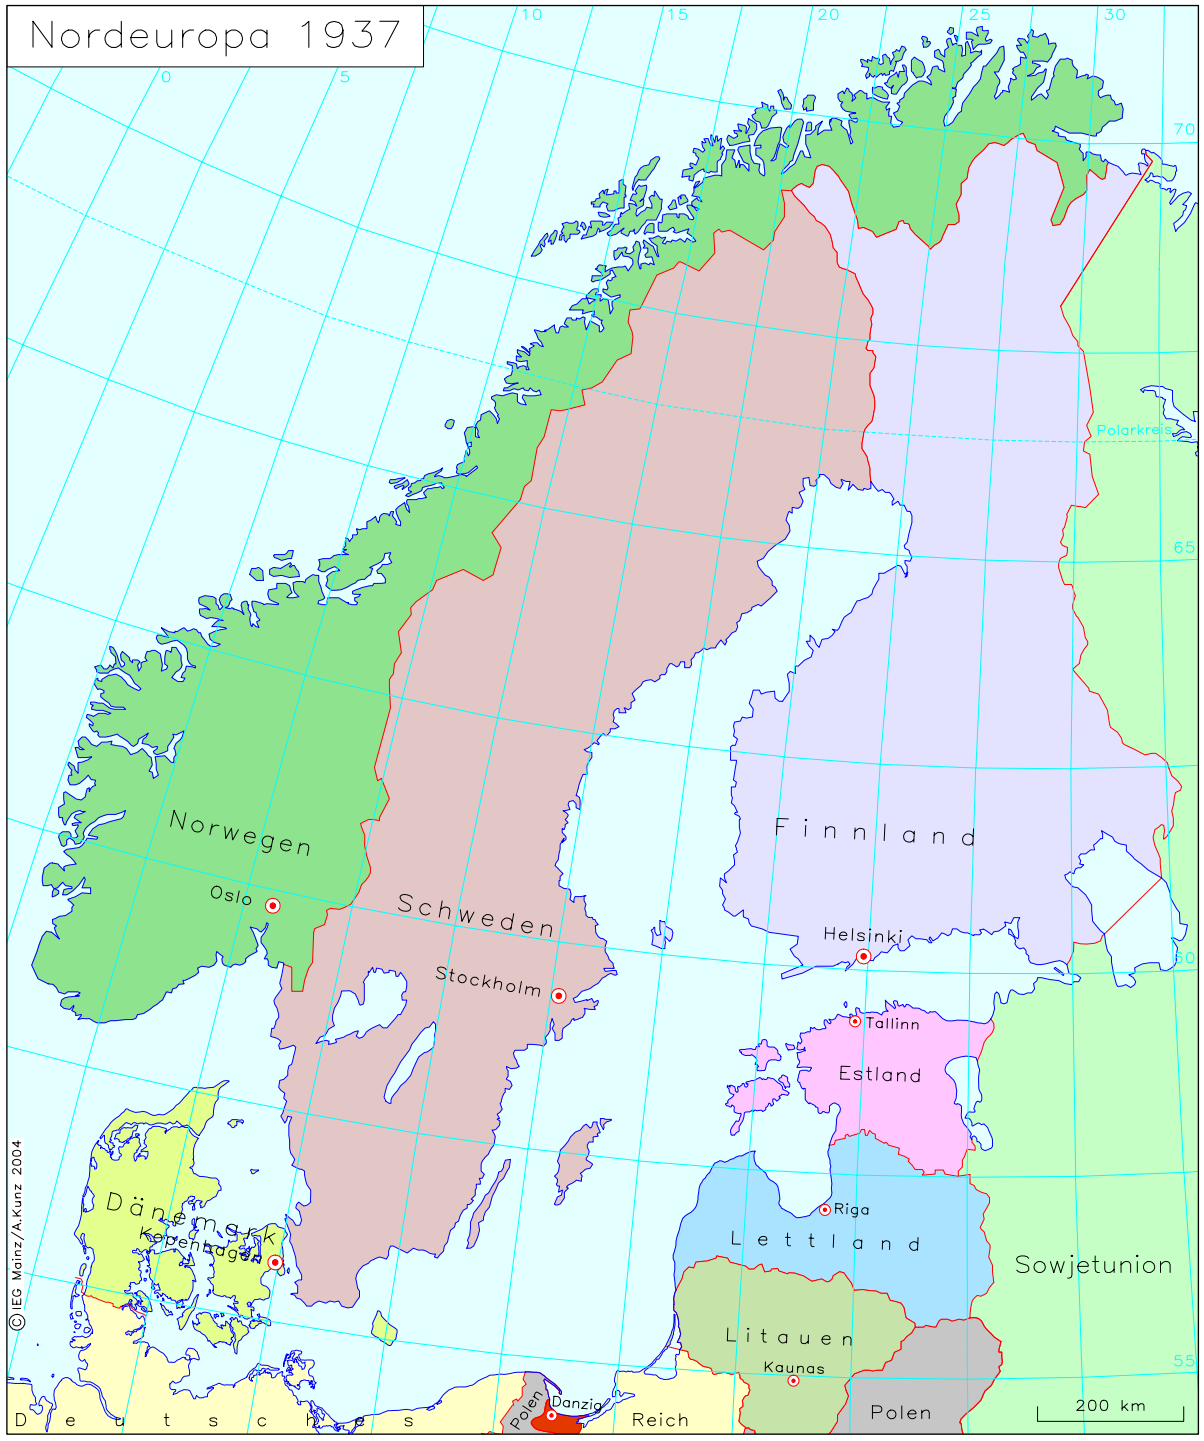 Nordeuropa 1937
10
15
20
25
30
0
5
70
Polarkreis
65
Norwegen
Oslo
Finnland
Schweden
Helsinki
Stockholm
60
Tallinn
Estland
Dänemark
Kopenhagen
Riga
Lettland
Sowjetunion
Litauen
Kaunas
55
Polen
Danzig
Deutsches
Reich
Polen
200 km
© IEG Mainz/A.Kunz 2004